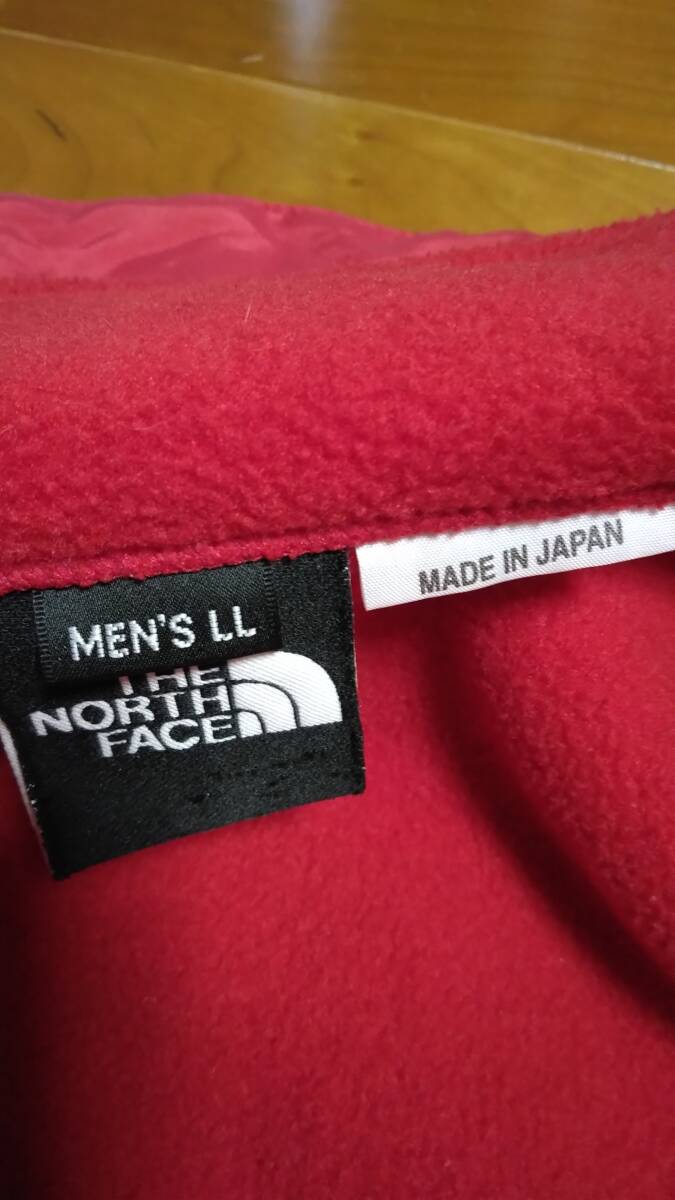 MEN'S LL
THE
NORTH
FACE
MADE IN JAPAN